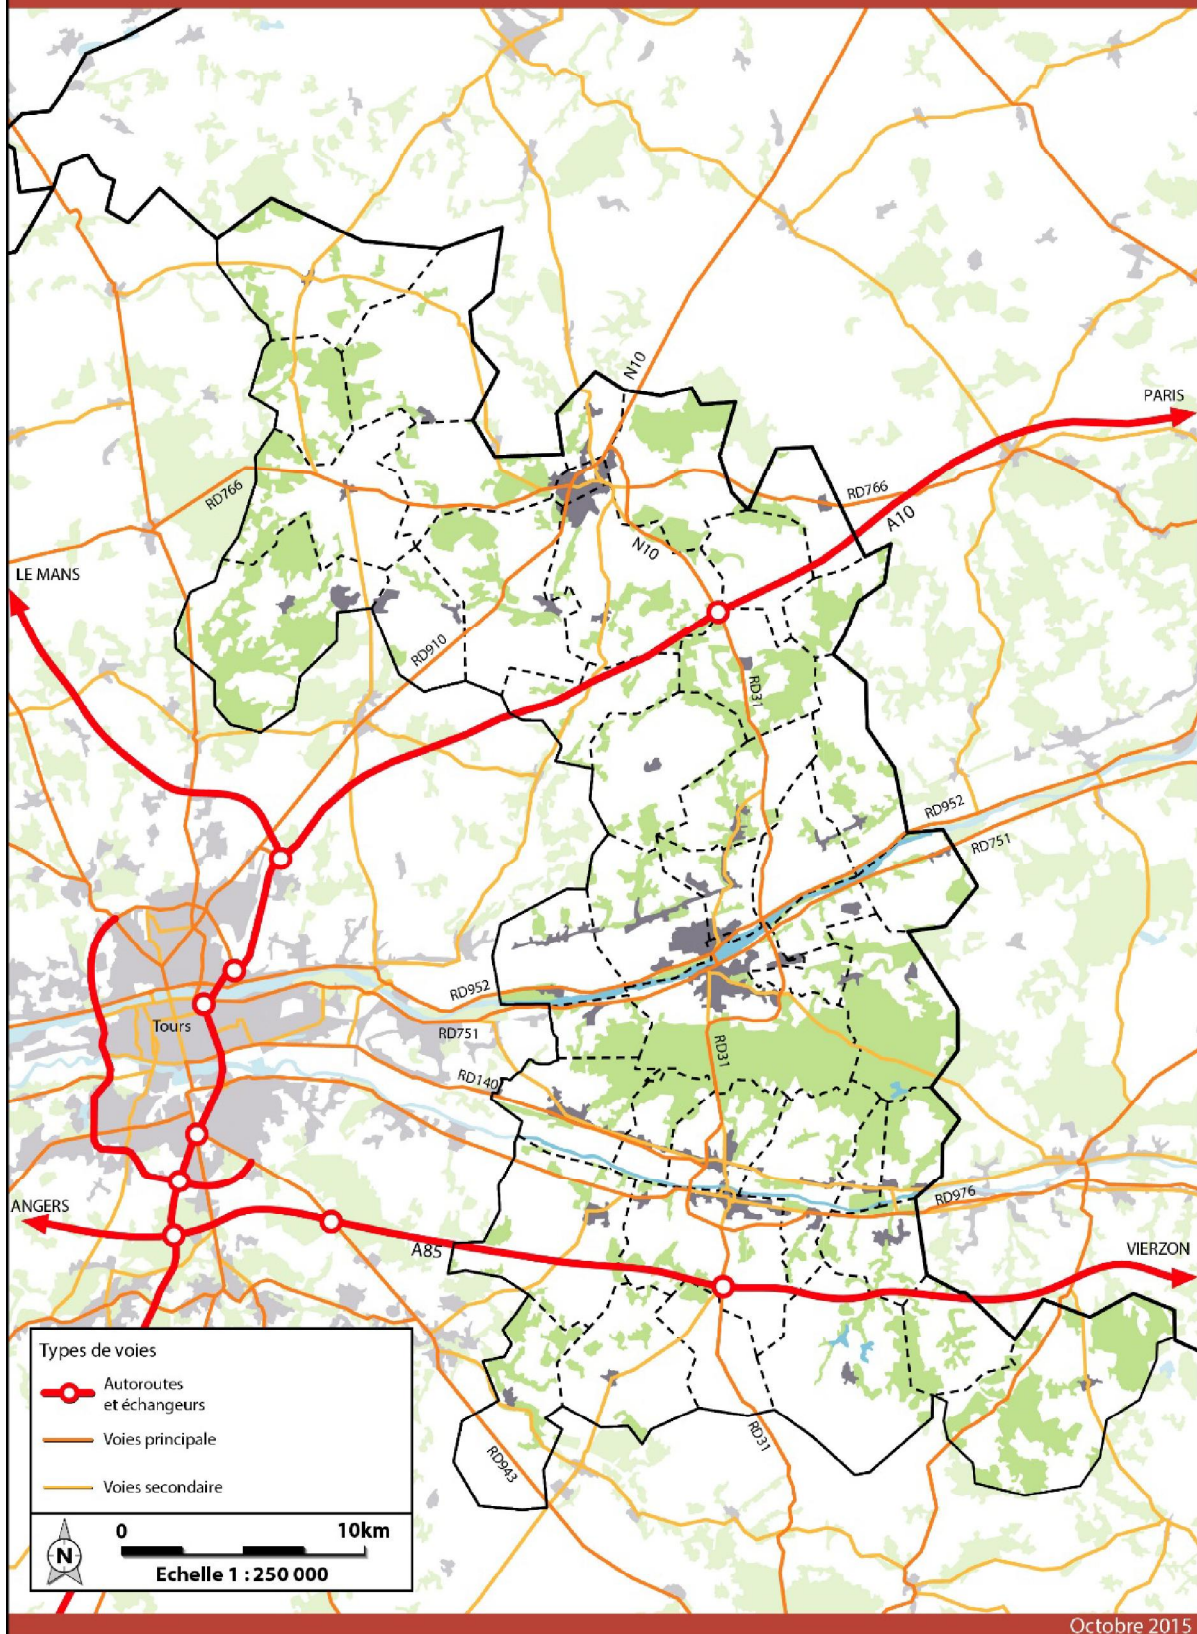 N10
PARIS
RD766
RD766
A10
N10
LE MANS
RD910
RD31
RD952
RD751
RD952
Tours
RD751
RD31
RD140
RD976
ANGERS
A85
VIERZON
Types de voies
Autoroutes
et échangeurs
Voies principale
Voies secondaire
RD31
RD943
0 10km
N
Echelle 1 : 250 000
Octobre 2015